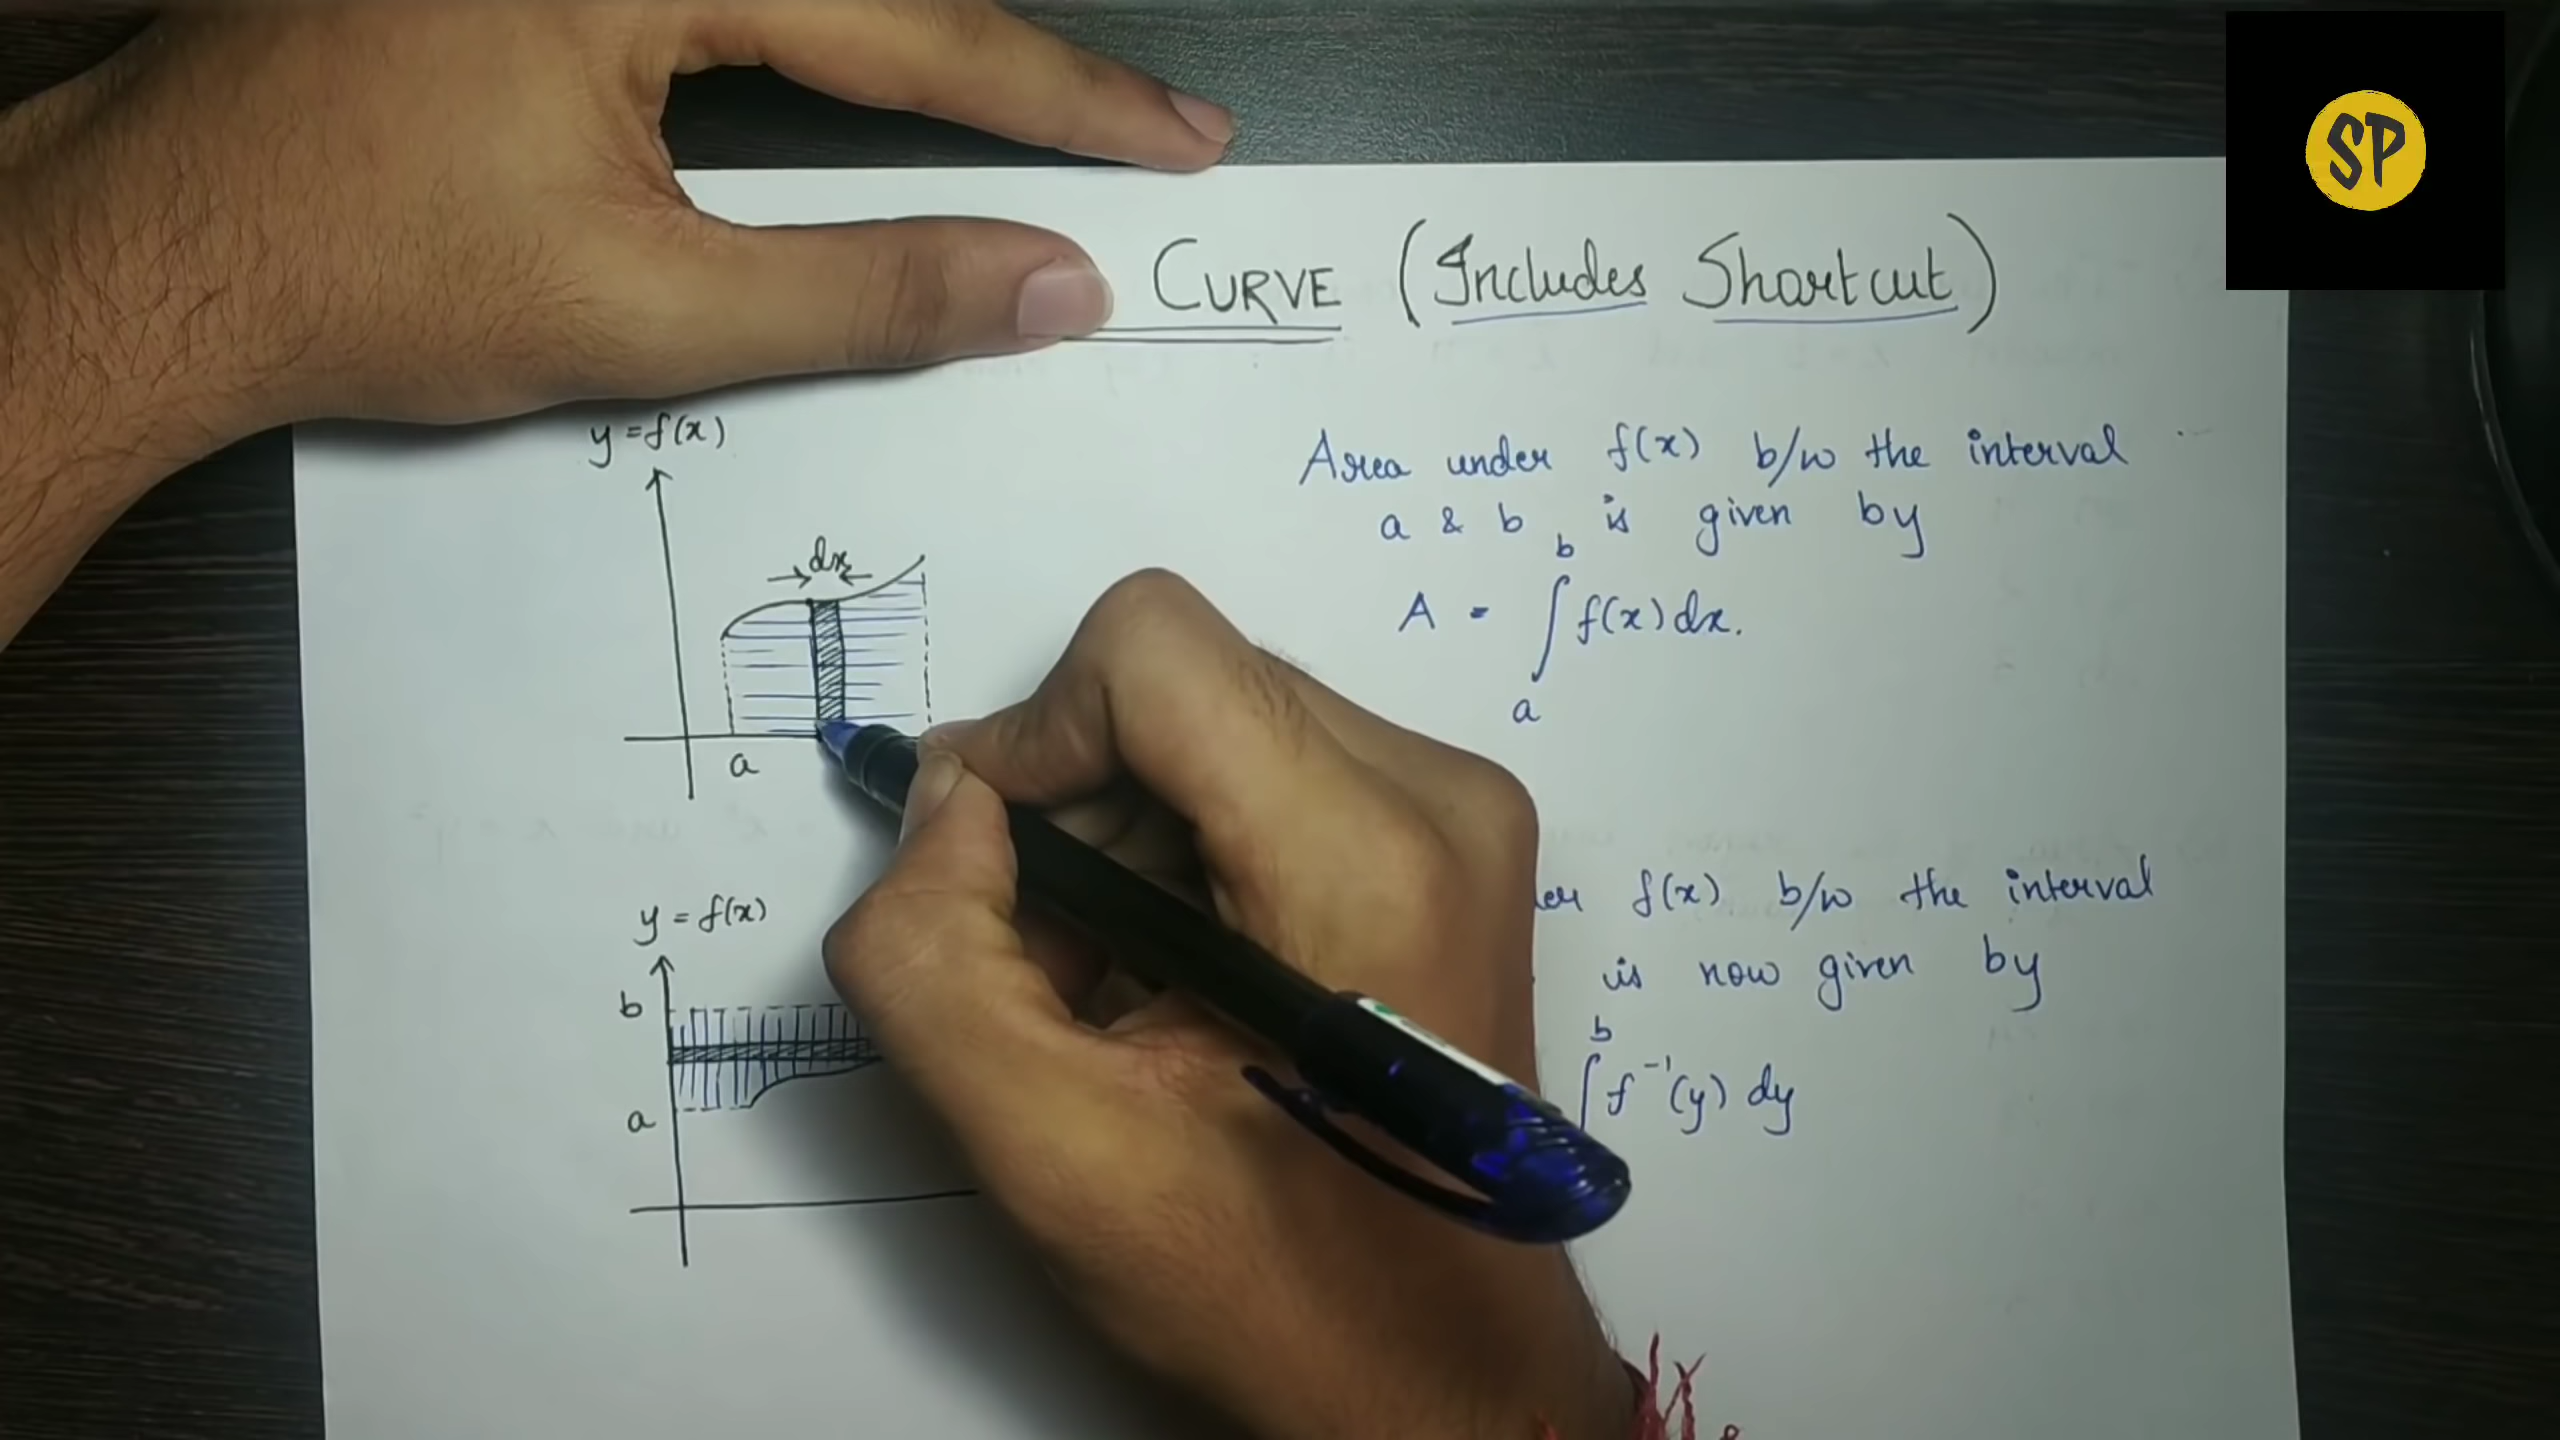 SP
CURVE (Includes Shortcut)
y = f(x)
dx
a
Area under f(x) b/w the interval
a & b is given by
A = ∫_a^b f(x) dx.
y = f(x)
b
a
f(x) b/w the interval
is now given by
∫^b f⁻¹(y) dy